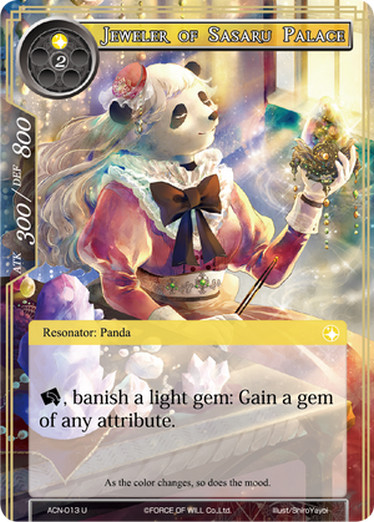 Jeweler of Sasaru Palace
2
ATK 300/ DEF 800
Resonator: Panda
, banish a light gem: Gain a gem
of any attribute.
As the color changes, so does the mood.
ACN-013 U ©FORCE OF WILL Co.,Ltd. Illust/ShiroYayoi